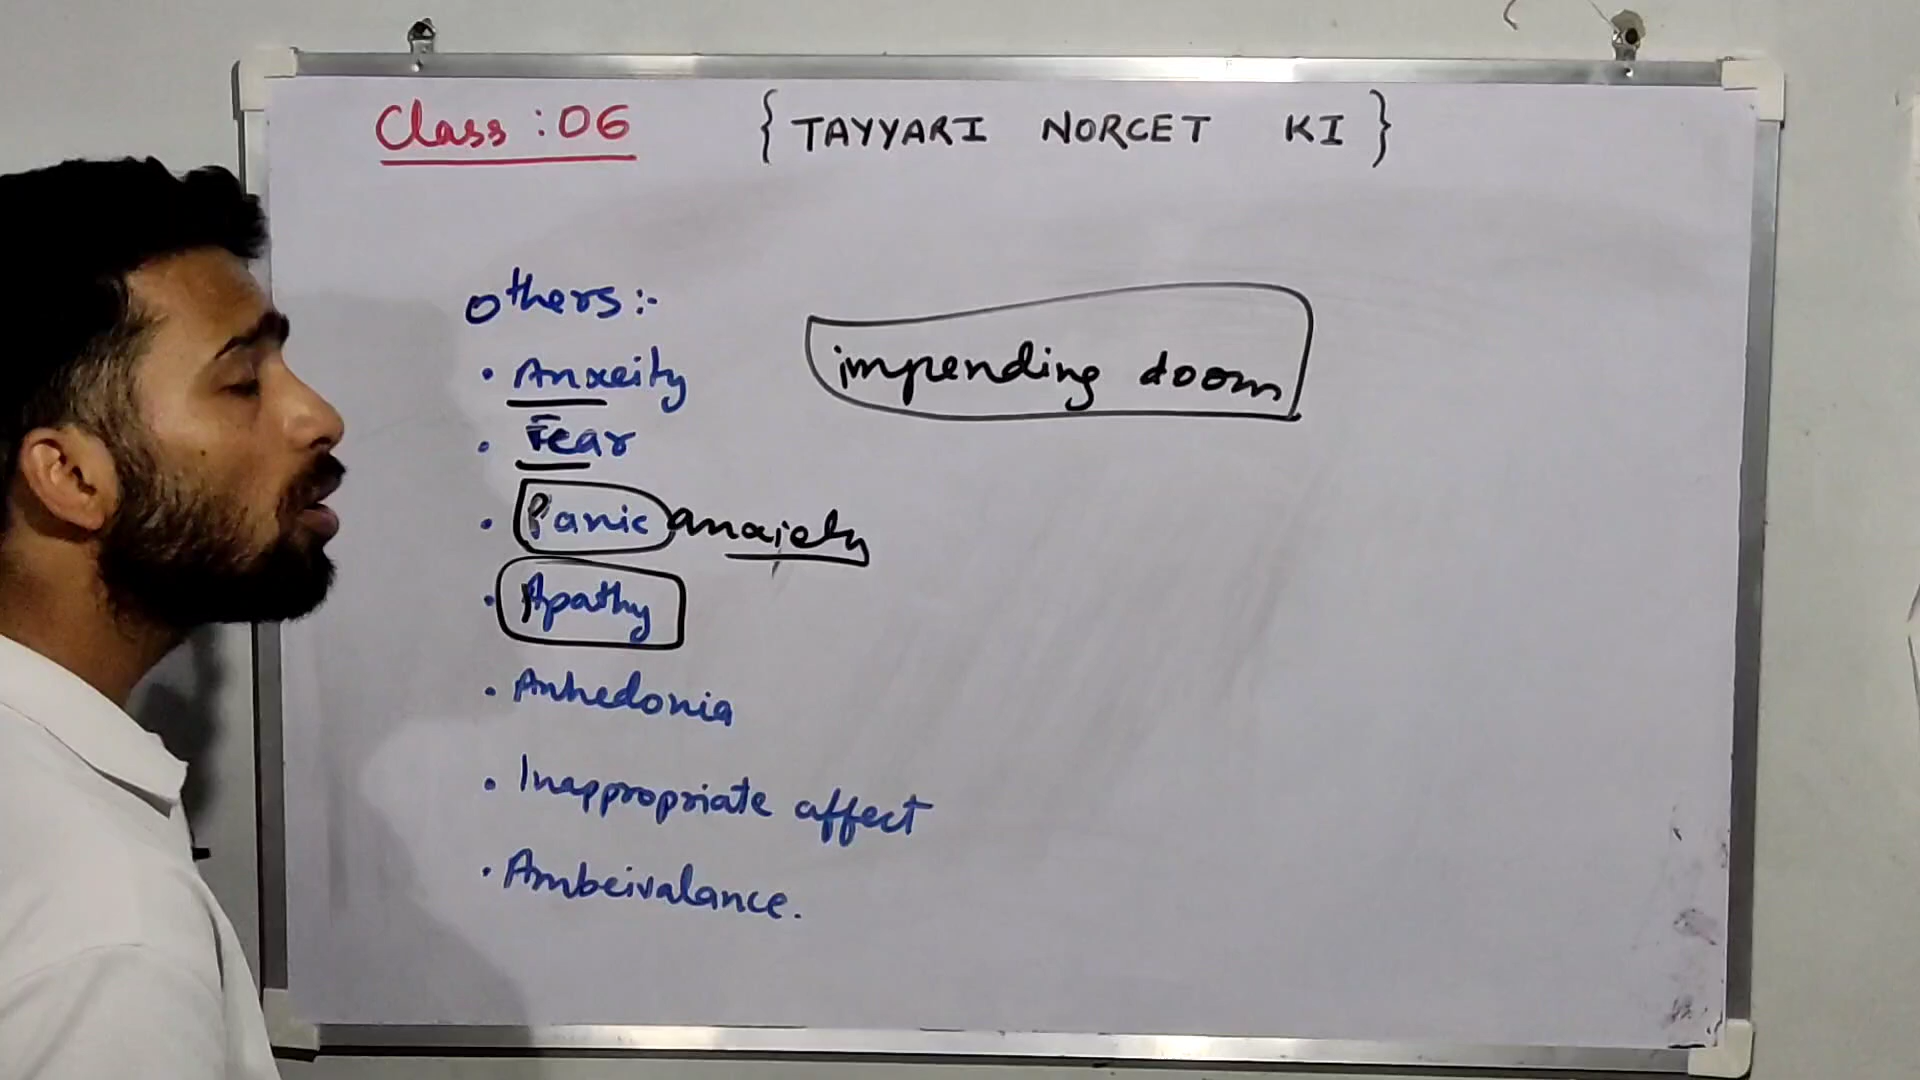 Class : 06 { TAYYARI NORCET KI }
others :-
• Anxeity
impending doom
• Fear
• Panic anxiety
• Apathy
• Anhedonia
• Inappropriate affect
• Ambeivalance.